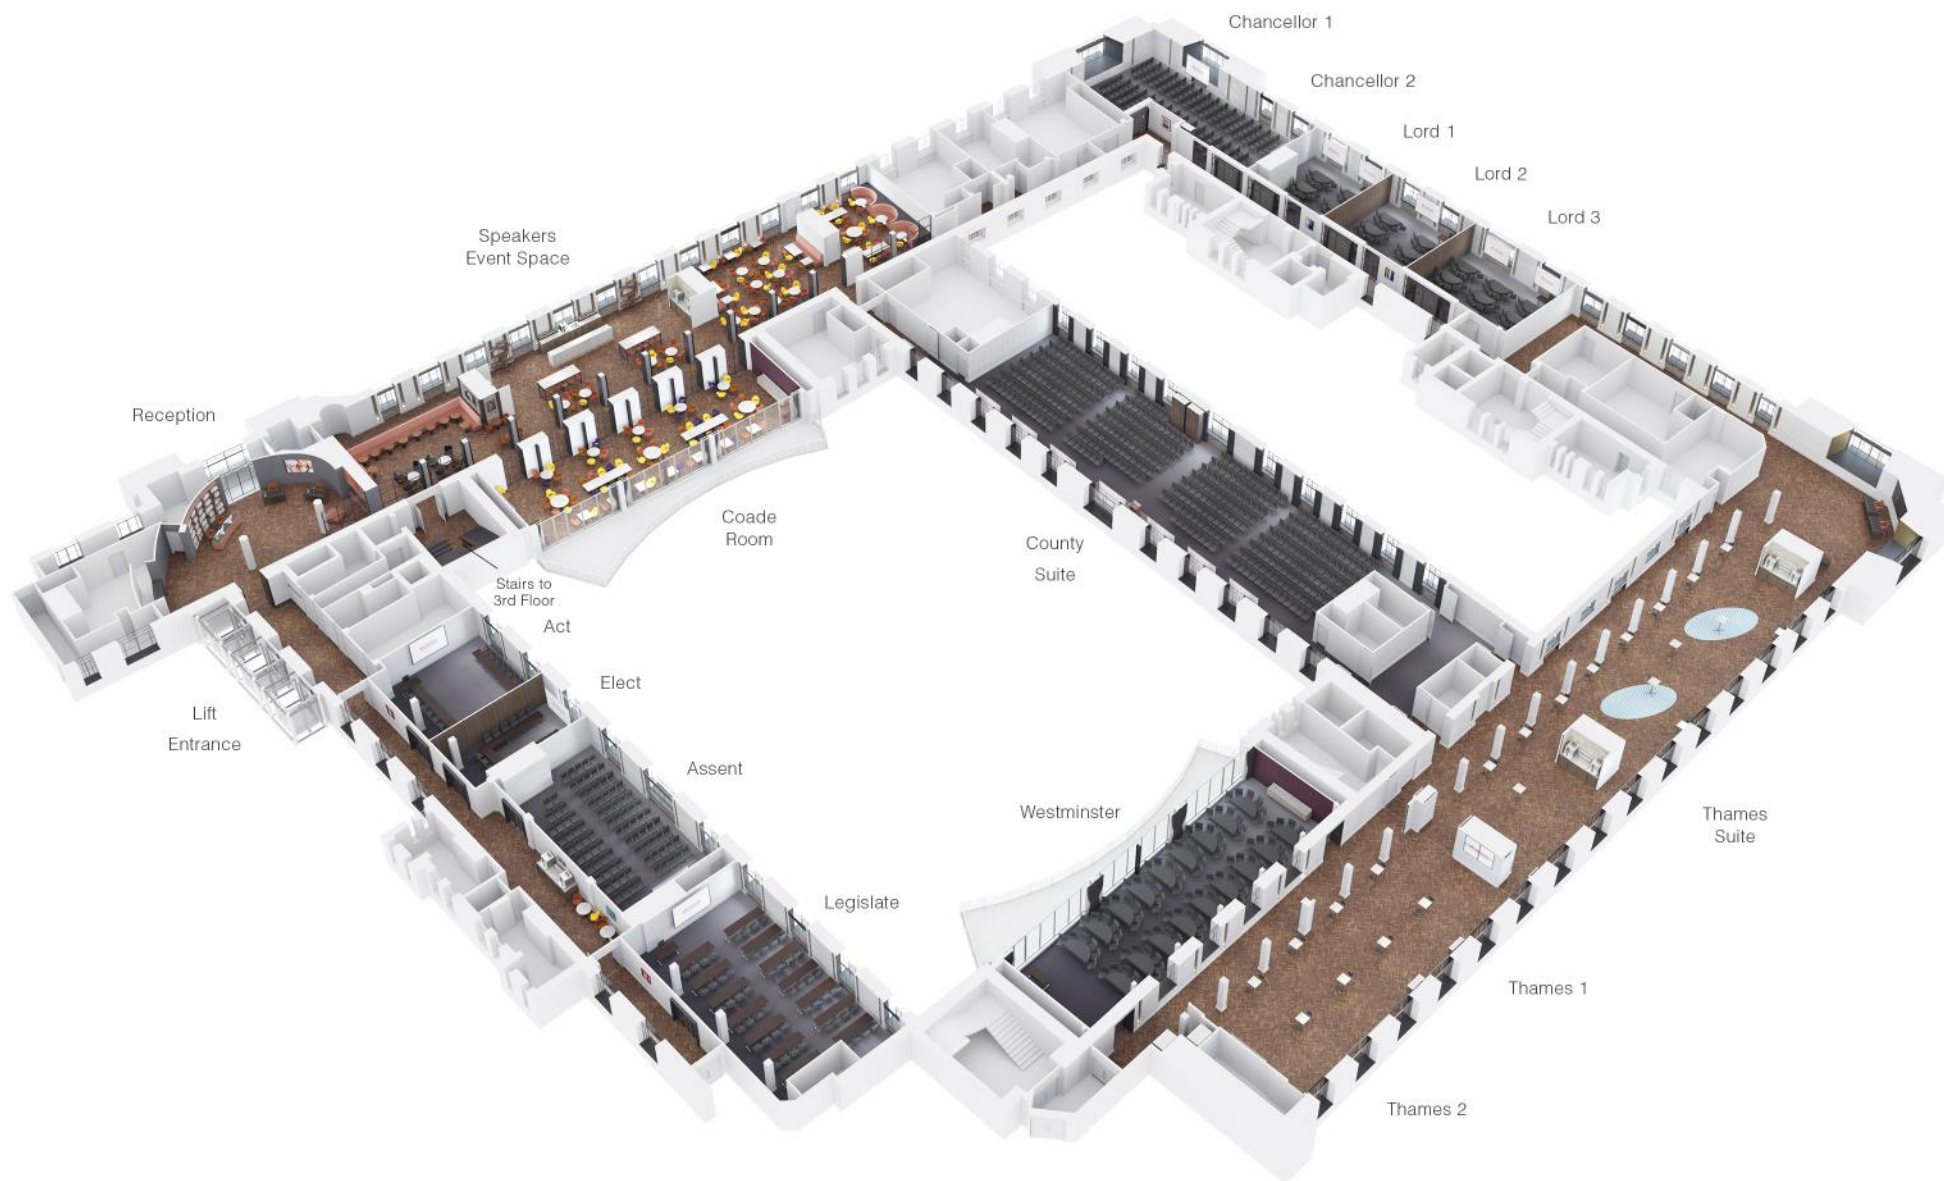 Chancellor 1
Chancellor 2
Lord 1
Lord 2
Lord 3
Speakers
Event Space
Reception
Coade
Room
County
Suite
Stairs to
3rd Floor
Act
Elect
Lift
Entrance
Assent
Westminster
Thames
Suite
Legislate
Thames 1
Thames 2